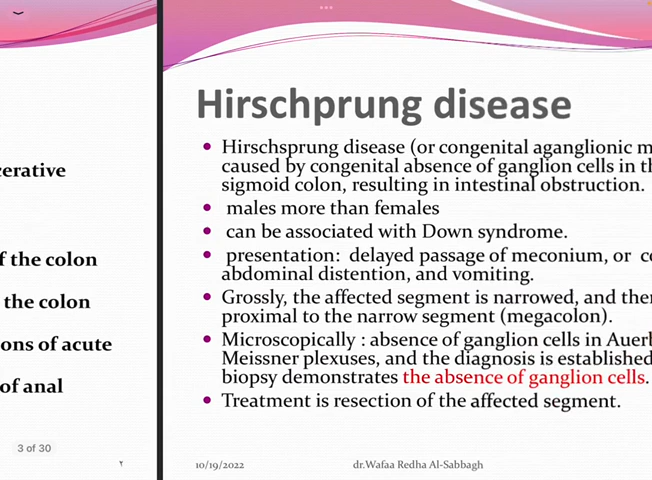 cerative
f the colon
the colon
ons of acute
of anal
3 of 30
٢
Hirschprung disease
• Hirschsprung disease (or congenital aganglionic m
caused by congenital absence of ganglion cells in th
sigmoid colon, resulting in intestinal obstruction.
• males more than females
• can be associated with Down syndrome.
• presentation: delayed passage of meconium, or co
abdominal distention, and vomiting.
• Grossly, the affected segment is narrowed, and ther
proximal to the narrow segment (megacolon).
• Microscopically : absence of ganglion cells in Auerb
Meissner plexuses, and the diagnosis is established
biopsy demonstrates the absence of ganglion cells.
• Treatment is resection of the affected segment.
10/19/2022
dr.Wafaa Redha Al-Sabbagh